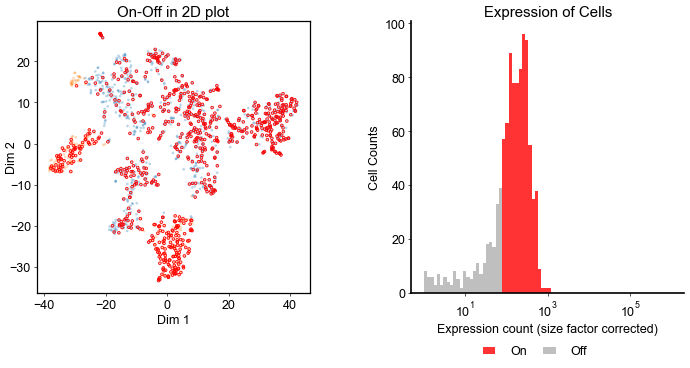 On-Off in 2D plot
20
10
0
−10
−20
−30
Dim 2
−40
−20
0
20
40
Dim 1
Expression of Cells
100
80
60
40
20
0
Cell Counts
10^1
10^3
10^5
Expression count (size factor corrected)
On
Off